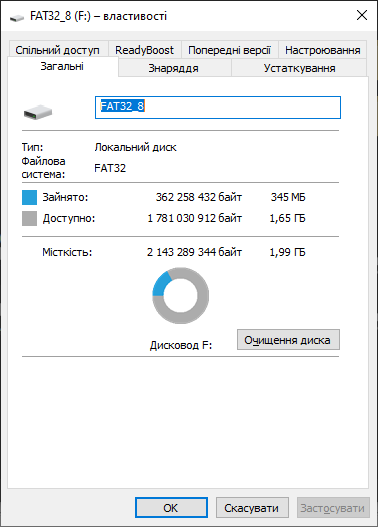 FAT32_8 (F:) – властивості
Спільний доступ ReadyBoost Попередні версії Настроювання
Загальні Знаряддя Устаткування
FAT32_8
Тип: Локальний диск
Файлова система: FAT32
Зайнято: 362 258 432 байт 345 МБ
Доступно: 1 781 030 912 байт 1,65 ГБ
Місткість: 2 143 289 344 байт 1,99 ГБ
Дисковод F: Очищення диска
OK Скасувати Застосувати